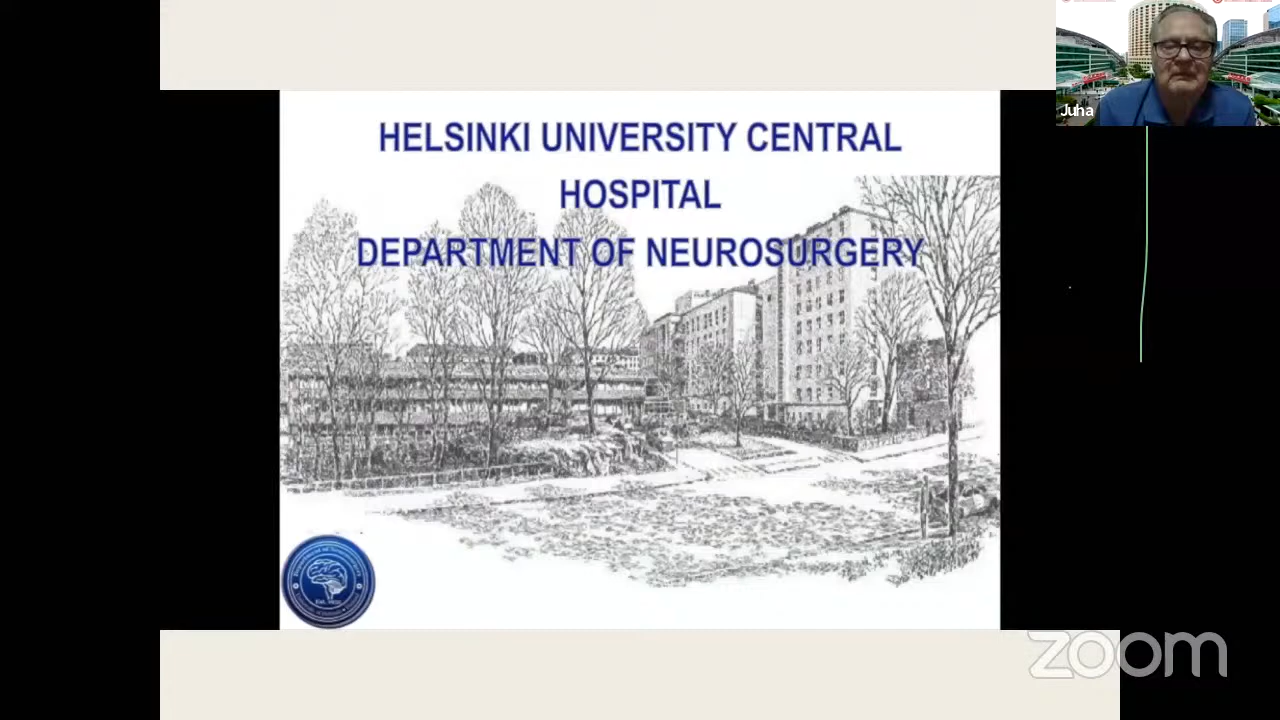 HELSINKI UNIVERSITY CENTRAL
HOSPITAL
DEPARTMENT OF NEUROSURGERY
Juha
zoom